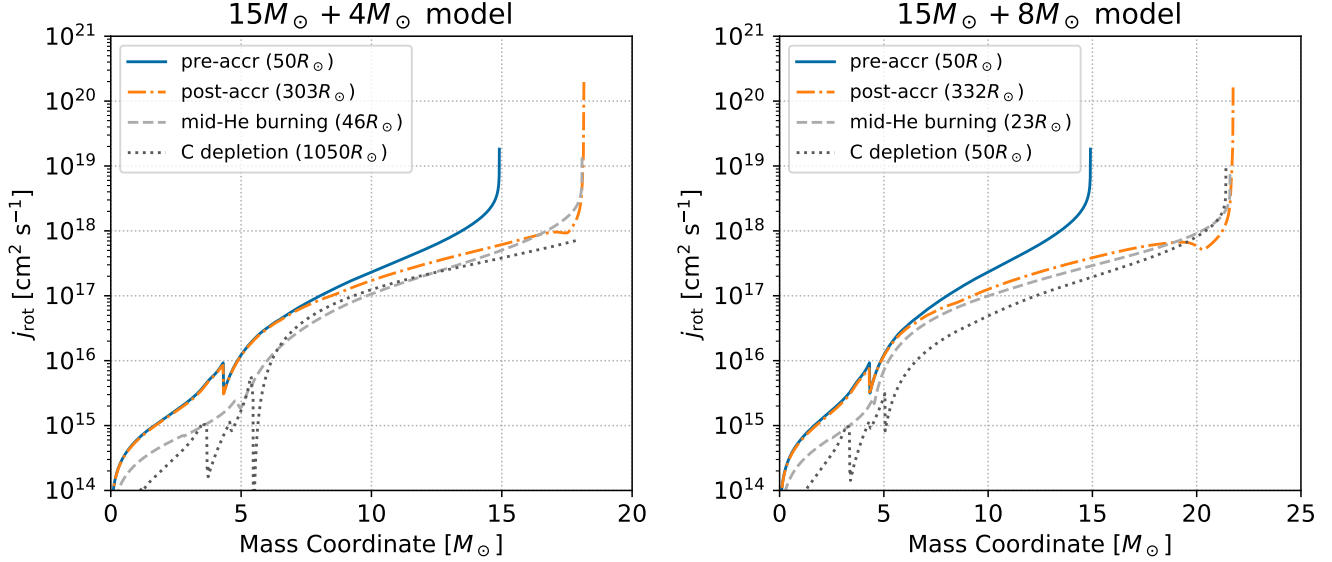 15M⊙ + 4M⊙ model
10²¹
10²⁰
10¹⁹
10¹⁸
10¹⁷
10¹⁶
10¹⁵
10¹⁴
j_rot [cm² s⁻¹]
pre-accr (50R⊙)
post-accr (303R⊙)
mid-He burning (46R⊙)
C depletion (1050R⊙)
0 5 10 15 20
Mass Coordinate [M⊙]
15M⊙ + 8M⊙ model
10²¹
10²⁰
10¹⁹
10¹⁸
10¹⁷
10¹⁶
10¹⁵
10¹⁴
j_rot [cm² s⁻¹]
pre-accr (50R⊙)
post-accr (332R⊙)
mid-He burning (23R⊙)
C depletion (50R⊙)
0 5 10 15 20 25
Mass Coordinate [M⊙]